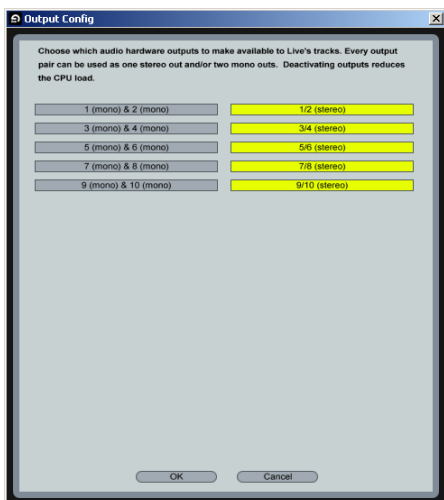 Output Config
Choose which audio hardware outputs to make available to Live's tracks. Every output
pair can be used as one stereo out and/or two mono outs. Deactivating outputs reduces
the CPU load.
1 (mono) & 2 (mono) 1/2 (stereo)
3 (mono) & 4 (mono) 3/4 (stereo)
5 (mono) & 6 (mono) 5/6 (stereo)
7 (mono) & 8 (mono) 7/8 (stereo)
9 (mono) & 10 (mono) 9/10 (stereo)
OK Cancel